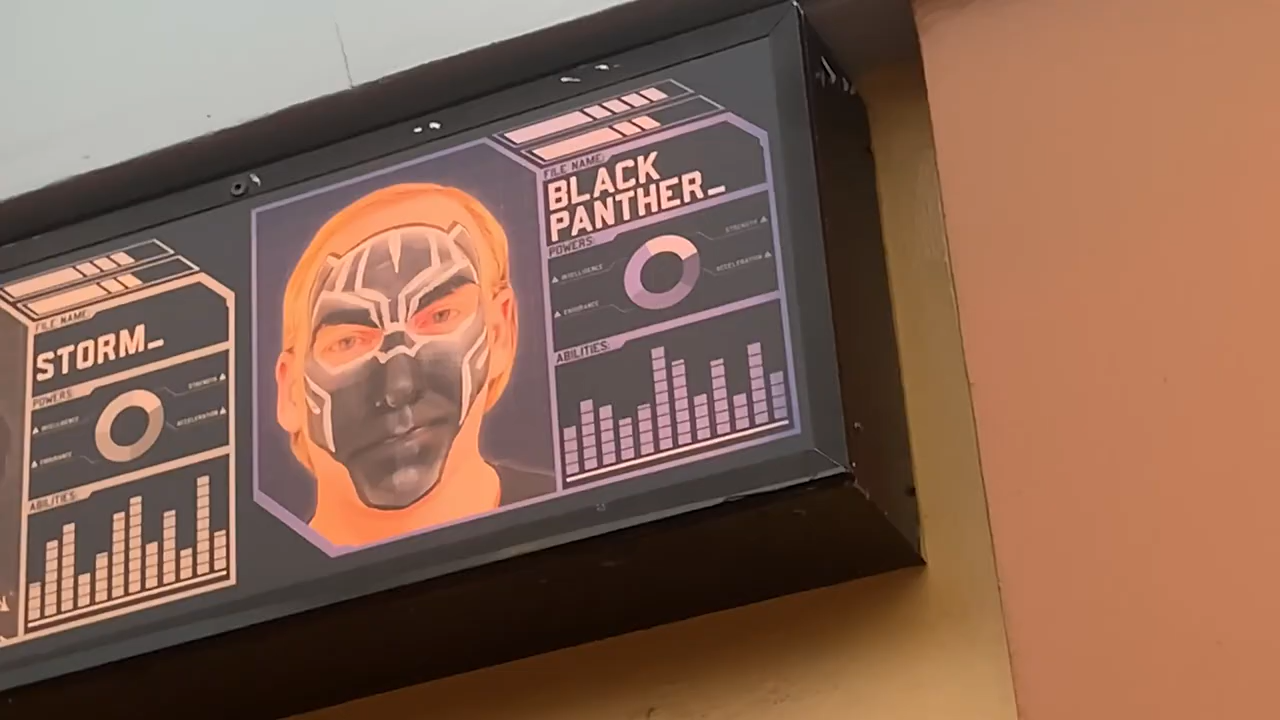 FILE NAME:
STORM_
POWERS:
STRENGTH
INTELLIGENCE
ACCELERATION
ENDURANCE
ABILITIES:
FILE NAME:
BLACK
PANTHER_
POWERS:
STRENGTH
INTELLIGENCE
ACCELERATION
ENDURANCE
ABILITIES: